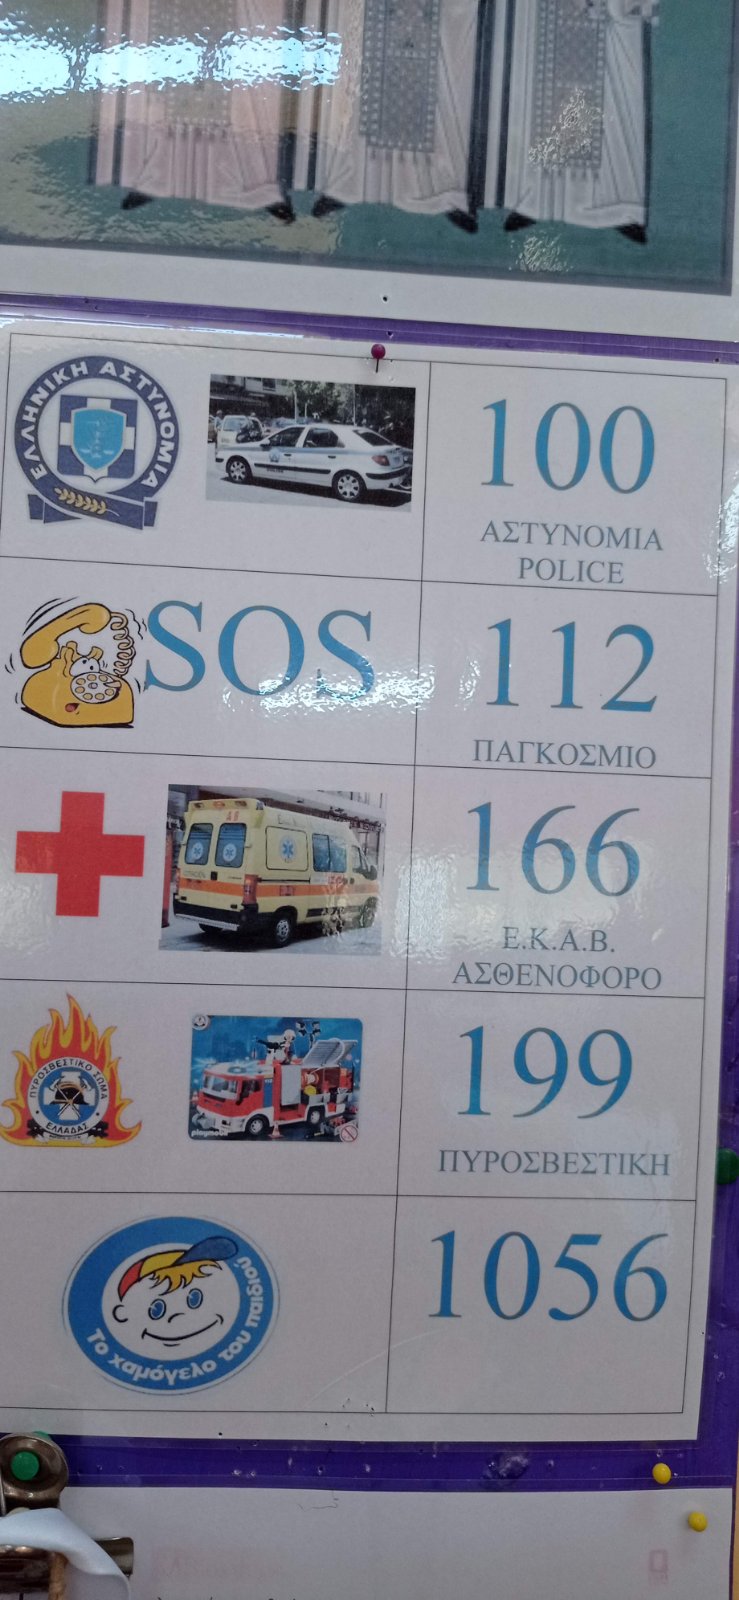 ΕΛΛΗΝΙΚΗ ΑΣΤΥΝΟΜΙΑ
100
ΑΣΤΥΝΟΜΙΑ
POLICE
SOS
112
ΠΑΓΚΟΣΜΙΟ
166
Ε.Κ.Α.Β.
ΑΣΘΕΝΟΦΟΡΟ
ΠΥΡΟΣΒΕΣΤΙΚΟ ΣΩΜΑ
ΕΛΛΑΔΑΣ
playmobil
199
ΠΥΡΟΣΒΕΣΤΙΚΗ
Το χαμόγελο του παιδιού
1056